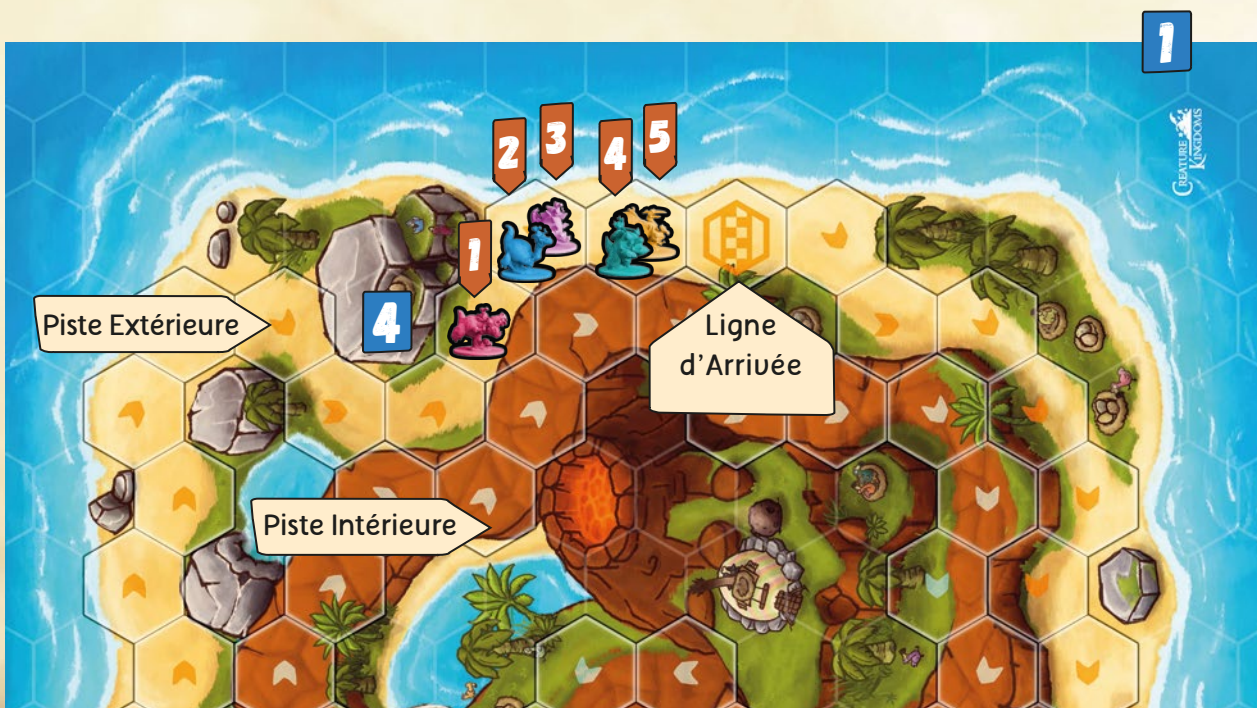 1
CREATURE
KINGDOMS
2
3
4
5
1
Piste Extérieure
4
Ligne
d'Arrivée
Piste Intérieure